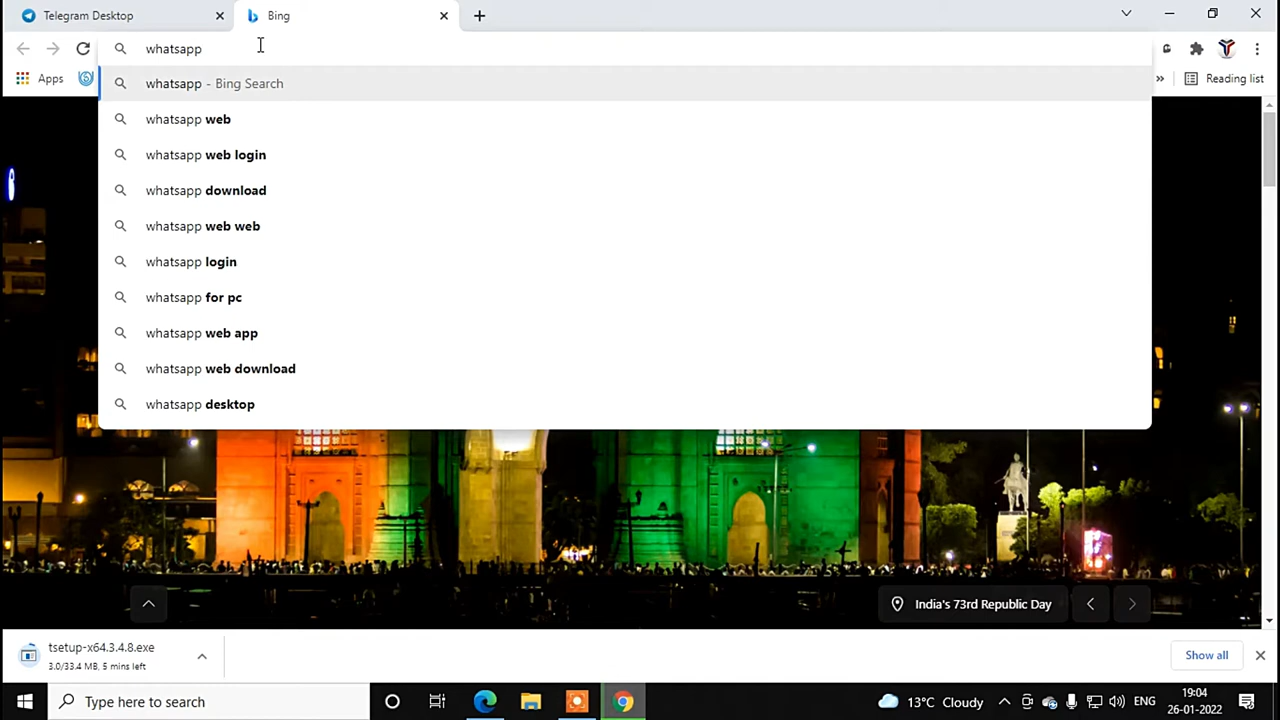 Telegram Desktop
Bing
whatsapp
Apps
Reading list
whatsapp - Bing Search
whatsapp web
whatsapp web login
whatsapp download
whatsapp web web
whatsapp login
whatsapp for pc
whatsapp web app
whatsapp web download
whatsapp desktop
India's 73rd Republic Day
tsetup-x64.3.4.8.exe
3.0/33.4 MB, 5 mins left
Show all
Type here to search
13°C Cloudy
ENG
19:04
26-01-2022